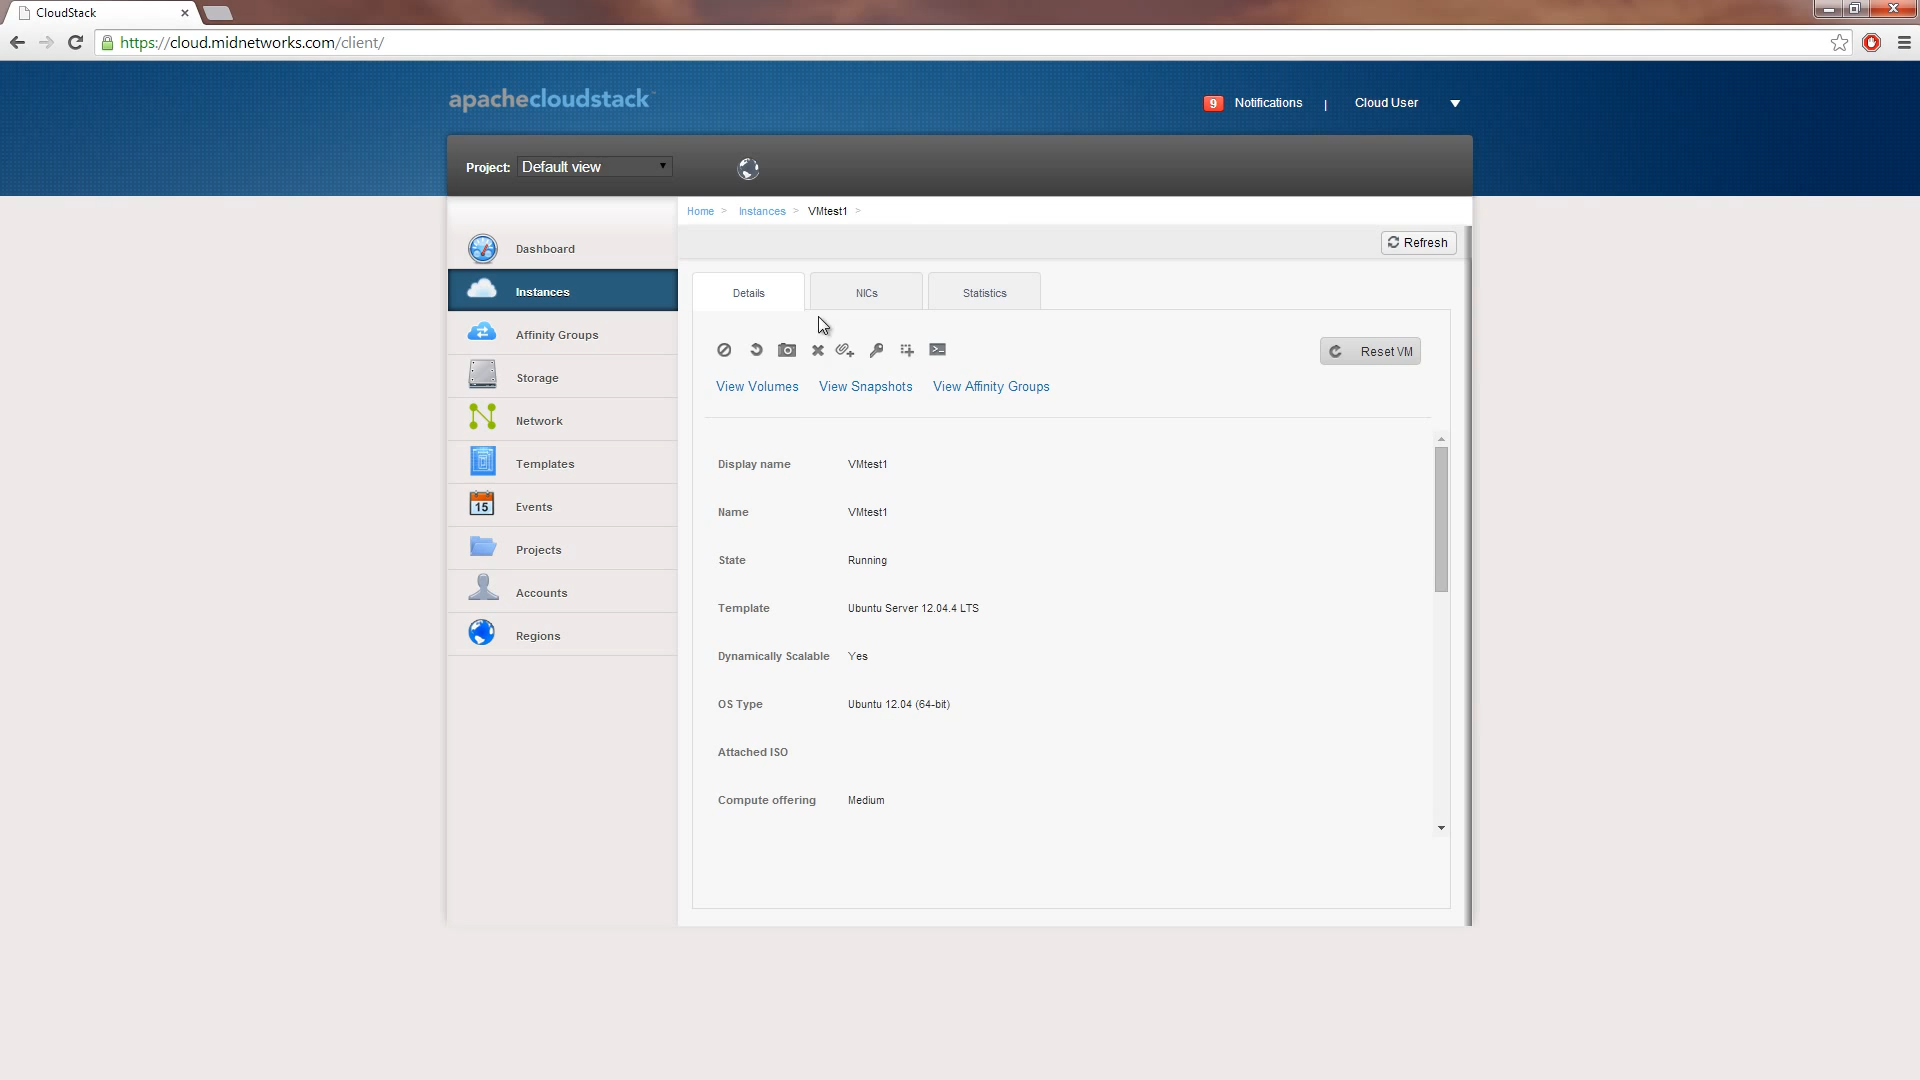 CloudStack
https://cloud.midnetworks.com/client/
apachecloudstack
9 Notifications | Cloud User
Project: Default view
Home > Instances > VMtest1 >
Refresh
Dashboard
Instances
Affinity Groups
Storage
Network
Templates
15 Events
Projects
Accounts
Regions
Details NICs Statistics
Reset VM
View Volumes View Snapshots View Affinity Groups
Display name VMtest1
Name VMtest1
State Running
Template Ubuntu Server 12.04.4 LTS
Dynamically Scalable Yes
OS Type Ubuntu 12.04 (64-bit)
Attached ISO
Compute offering Medium